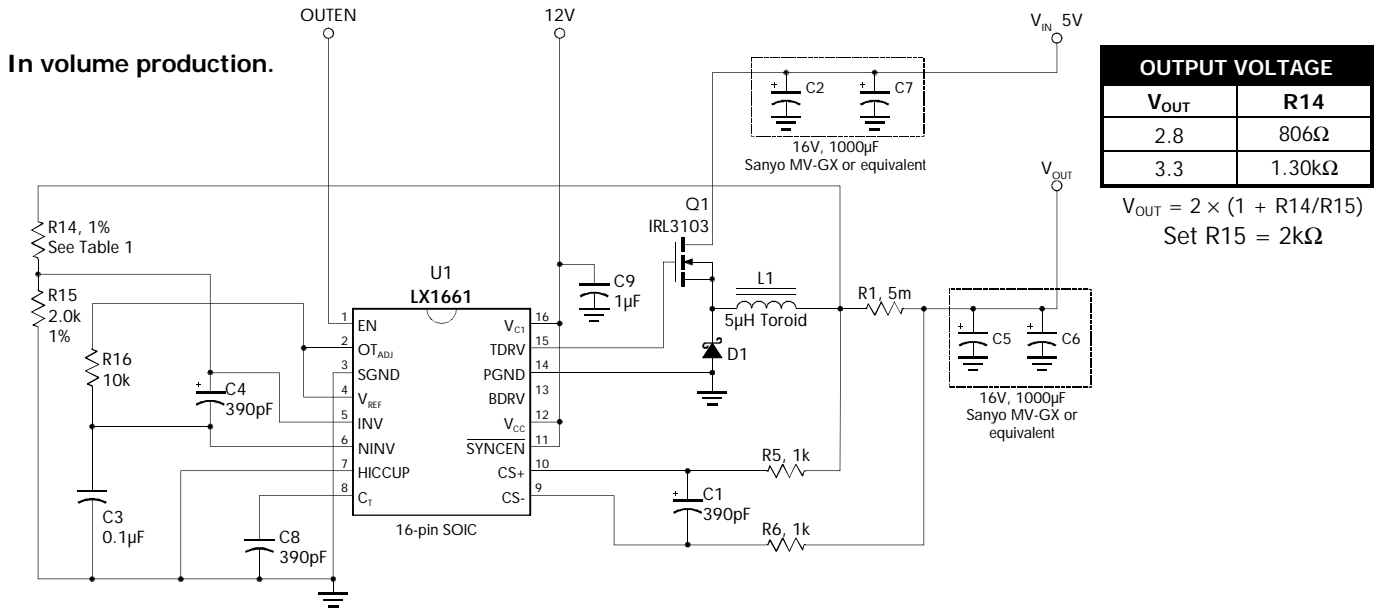 OUTEN
12V
V_IN 5V
In volume production.
C2
C7
16V, 1000µF
Sanyo MV-GX or equivalent
OUTPUT VOLTAGE
V_OUT R14
2.8 806Ω
3.3 1.30kΩ
V_OUT = 2 × (1 + R14/R15)
Set R15 = 2kΩ
V_OUT
R14, 1%
See Table 1
R15
2.0k
1%
R16
10k
C4
390pF
C3
0.1µF
C8
390pF
U1
LX1661
1 EN
2 OT_ADJ
3 SGND
4 V_REF
5 INV
6 NINV
7 HICCUP
8 C_T
16 V_C1
15 TDRV
14 PGND
13 BDRV
12 V_CC
11 SYNCEN
10 CS+
9 CS-
16-pin SOIC
C9
1µF
Q1
IRL3103
L1
5µH Toroid
D1
R1, 5m
C5
C6
16V, 1000µF
Sanyo MV-GX or
equivalent
R5, 1k
C1
390pF
R6, 1k
+
+
+
+
+
+